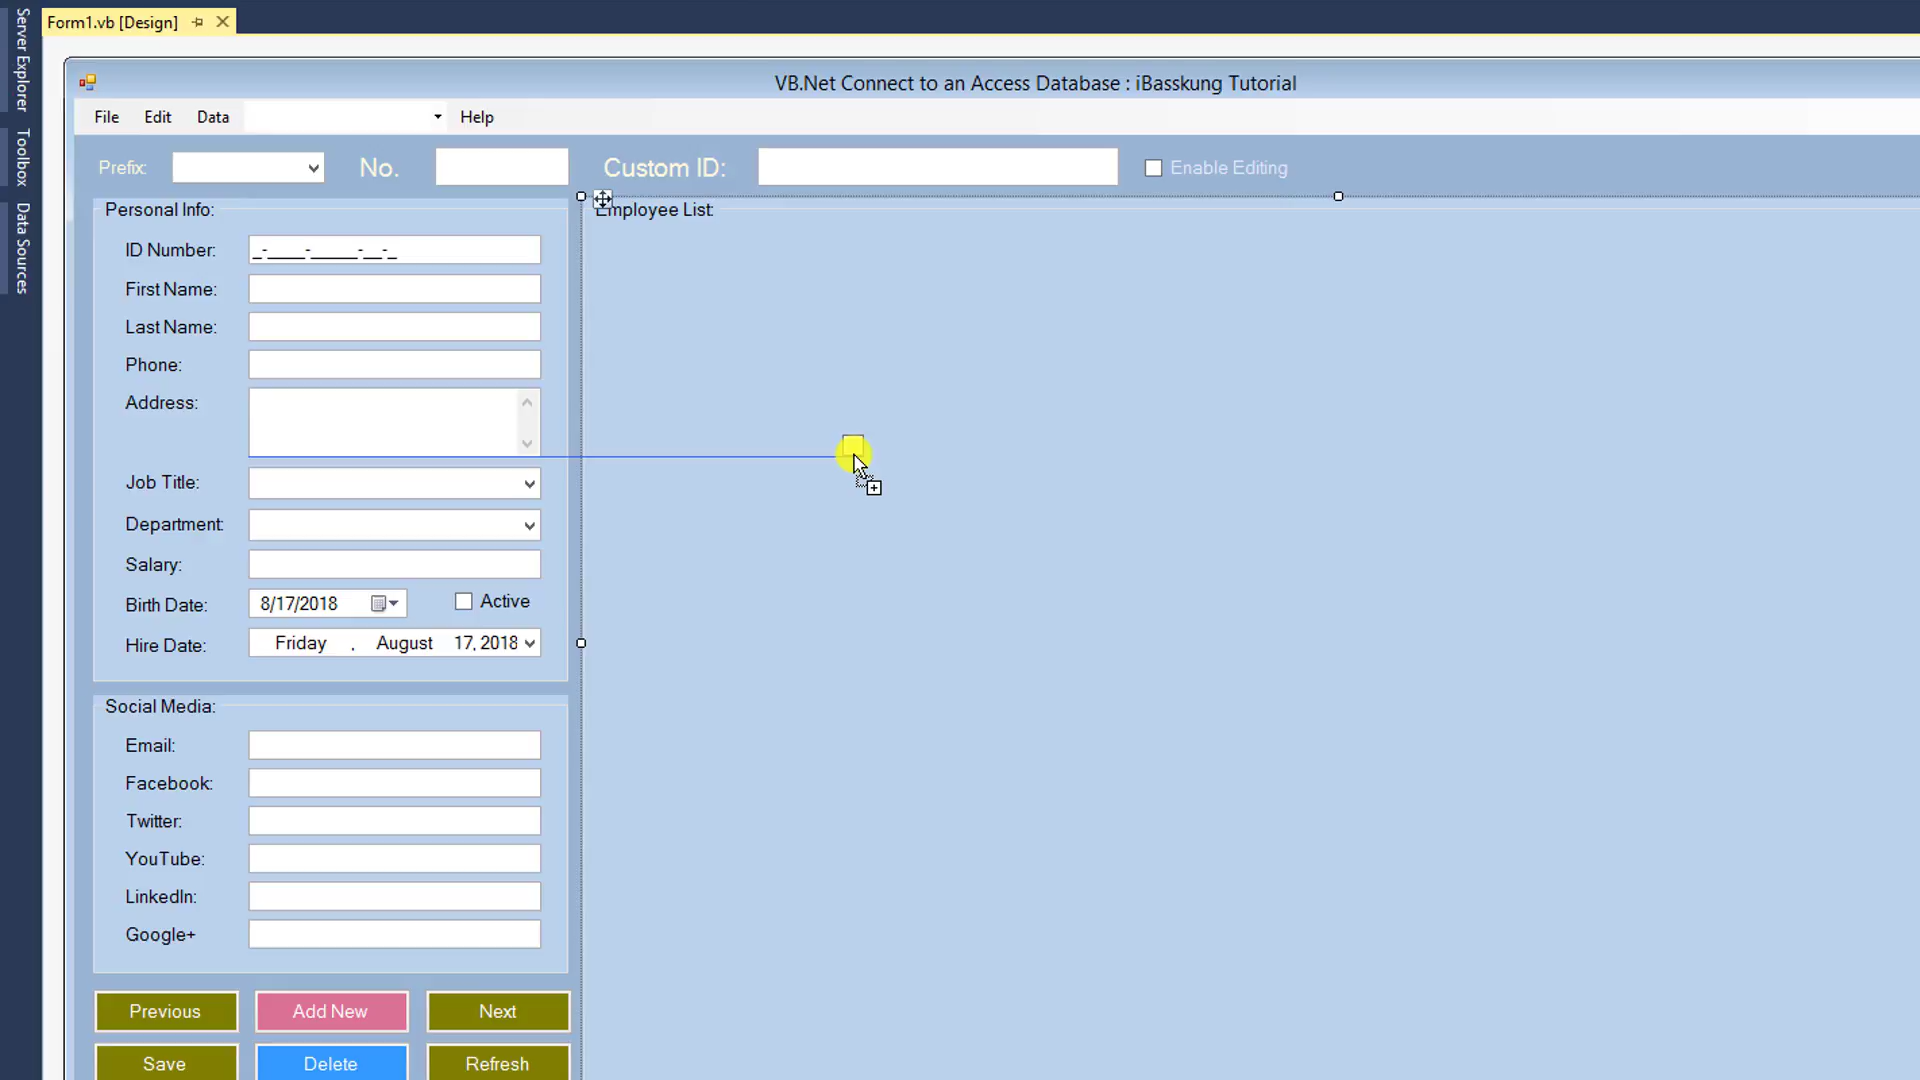 Form1.vb [Design]
Server Explorer
Toolbox
Data Sources
VB.Net Connect to an Access Database : iBasskung Tutorial
File Edit Data Help
Prefix: No. Custom ID: Enable Editing
Personal Info:
Employee List:
ID Number: _-____-_____-__-_
First Name:
Last Name:
Phone:
Address:
Job Title:
Department:
Salary:
Birth Date: 8/17/2018 Active
Hire Date: Friday , August 17, 2018
Social Media:
Email:
Facebook:
Twitter:
YouTube:
LinkedIn:
Google+
Previous Add New Next
Save Delete Refresh